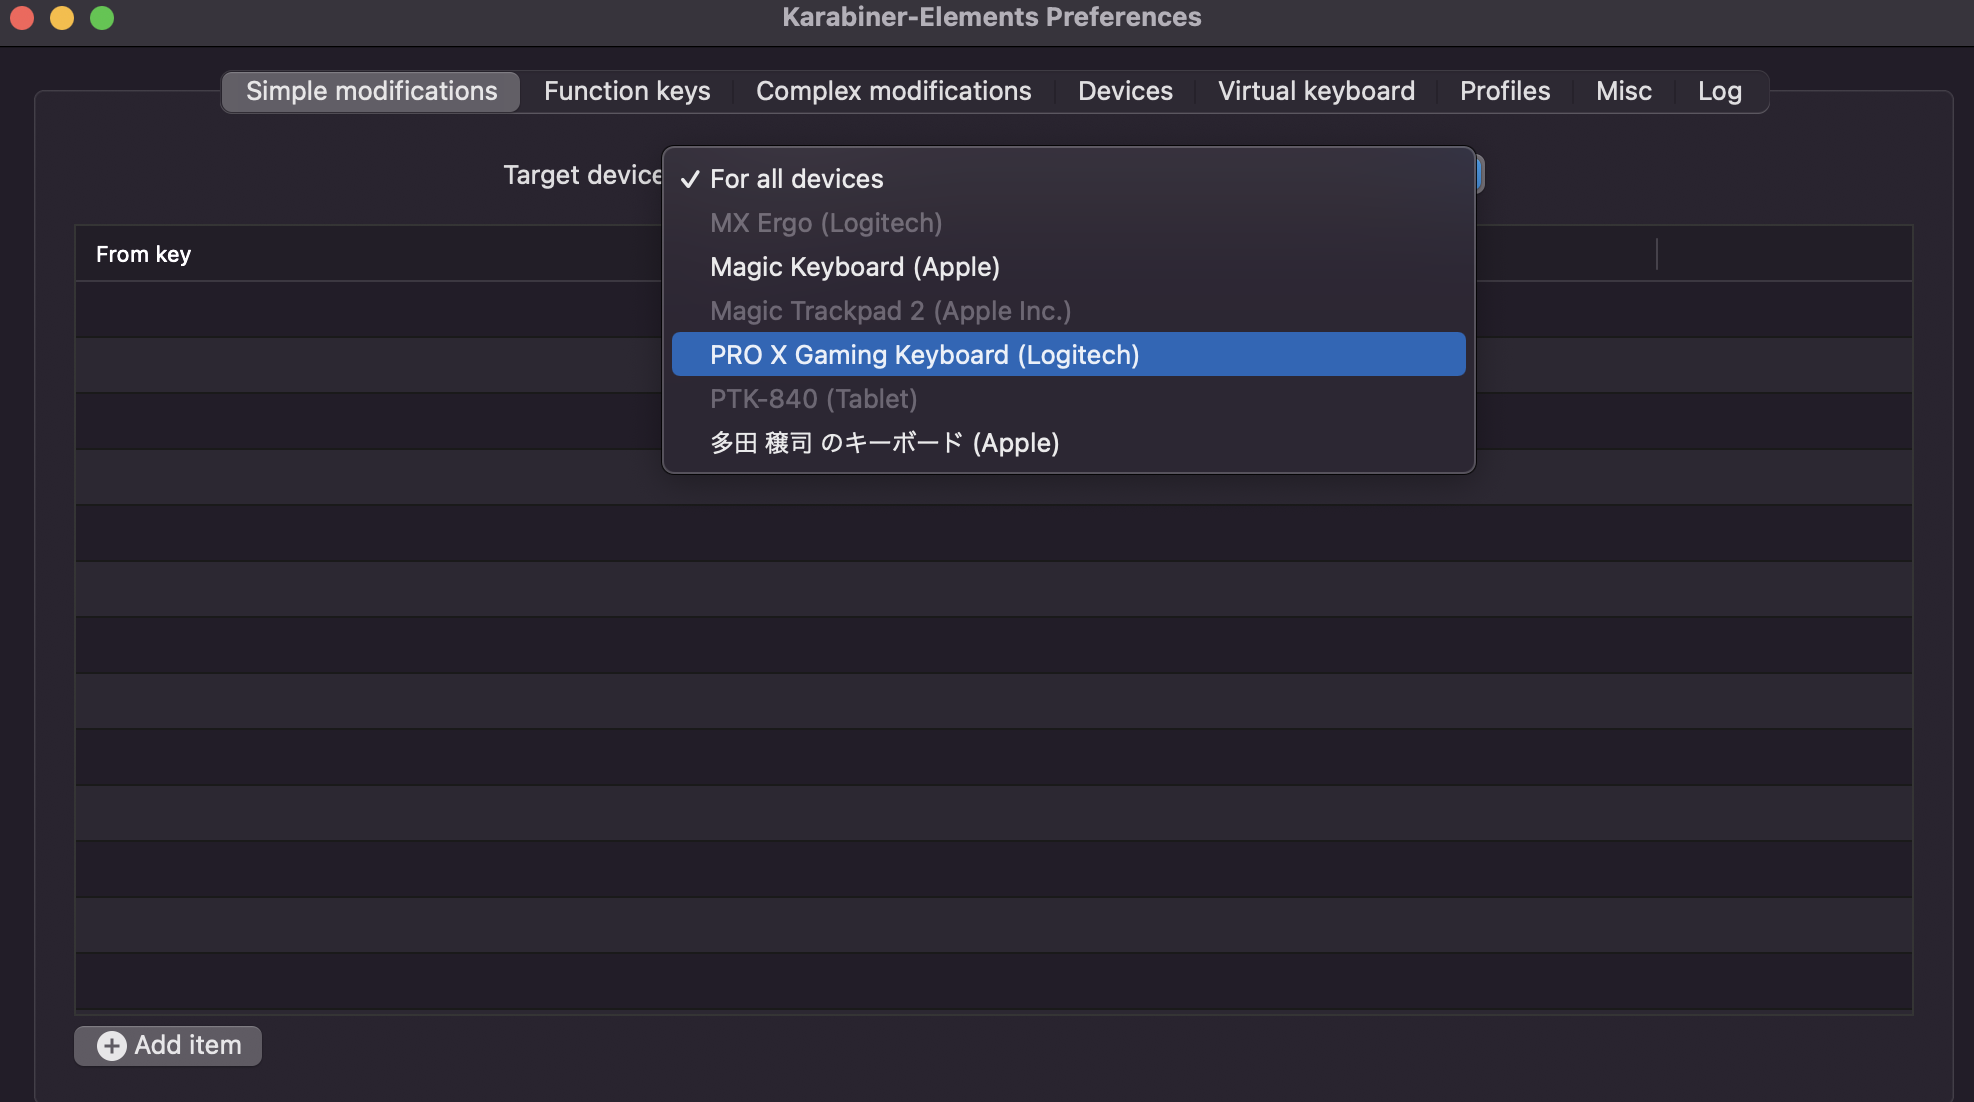 Karabiner-Elements Preferences
Simple modifications Function keys Complex modifications Devices Virtual keyboard Profiles Misc Log
Target device
✓ For all devices
MX Ergo (Logitech)
Magic Keyboard (Apple)
Magic Trackpad 2 (Apple Inc.)
PRO X Gaming Keyboard (Logitech)
PTK-840 (Tablet)
多田 穣司 のキーボード (Apple)
From key
Add item